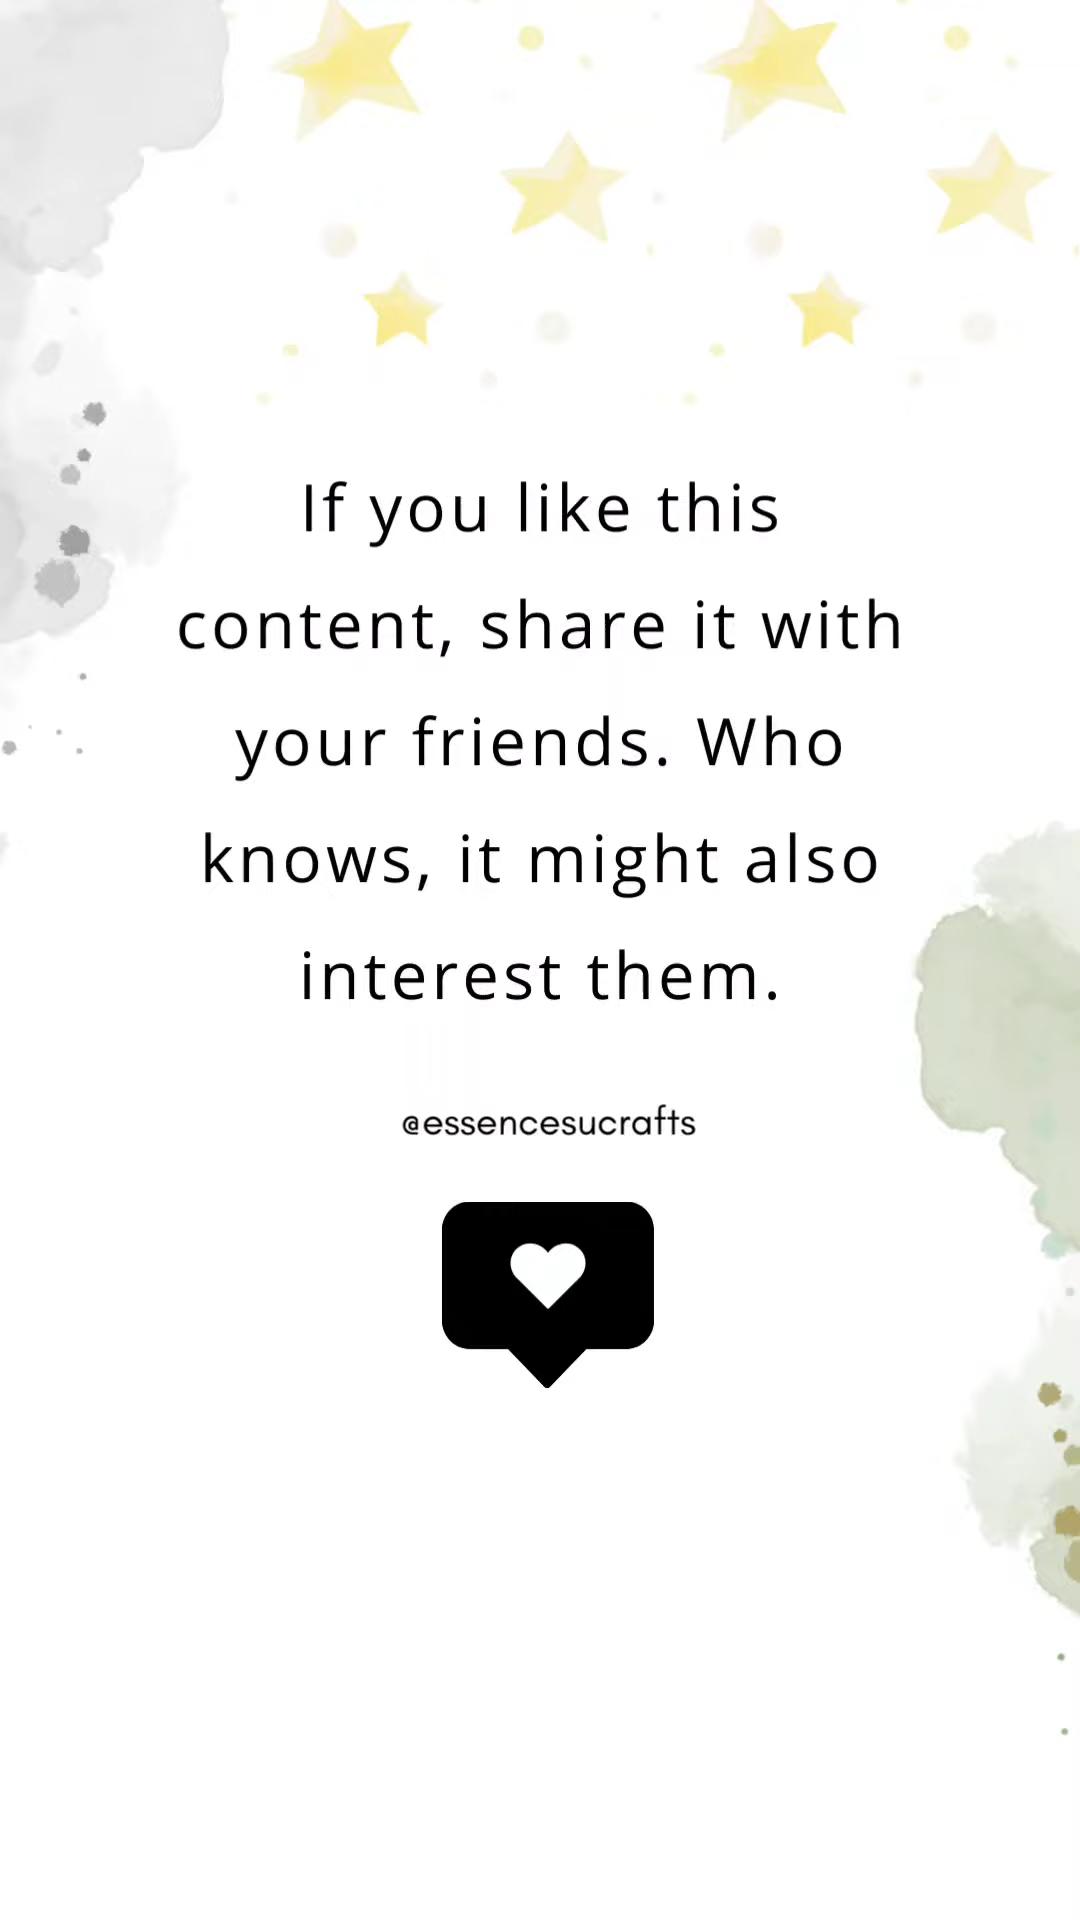 If you like this
content, share it with
your friends. Who
knows, it might also
interest them.
@essencesucrafts